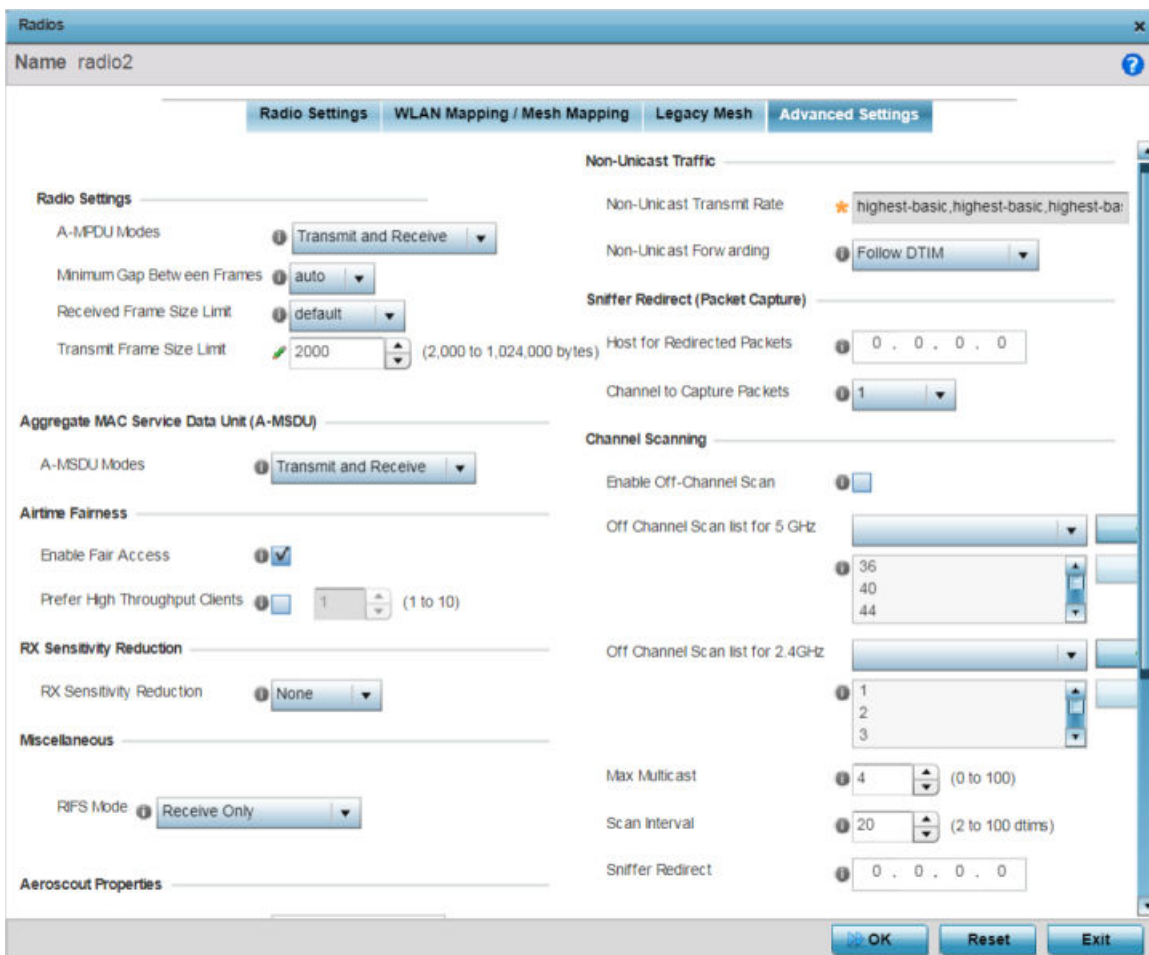 Radios
Name radio2
Radio Settings WLAN Mapping / Mesh Mapping Legacy Mesh Advanced Settings
Radio Settings
A-MPDU Modes Transmit and Receive
Minimum Gap Between Frames auto
Received Frame Size Limit default
Transmit Frame Size Limit 2000 (2,000 to 1,024,000 bytes)
Aggregate MAC Service Data Unit (A-MSDU)
A-MSDU Modes Transmit and Receive
Airtime Fairness
Enable Fair Access
Prefer High Throughput Clients 1 (1 to 10)
RX Sensitivity Reduction
RX Sensitivity Reduction None
Miscellaneous
RIFS Mode Receive Only
Aeroscout Properties
Non-Unicast Traffic
Non-Unicast Transmit Rate highest-basic,highest-basic,highest-ba
Non-Unicast Forwarding Follow DTIM
Sniffer Redirect (Packet Capture)
Host for Redirected Packets 0 . 0 . 0 . 0
Channel to Capture Packets 1
Channel Scanning
Enable Off-Channel Scan
Off Channel Scan list for 5 GHz
36
40
44
Off Channel Scan list for 2.4GHz
1
2
3
Max Multicast 4 (0 to 100)
Scan Interval 20 (2 to 100 dtims)
Sniffer Redirect 0 . 0 . 0 . 0
OK Reset Exit